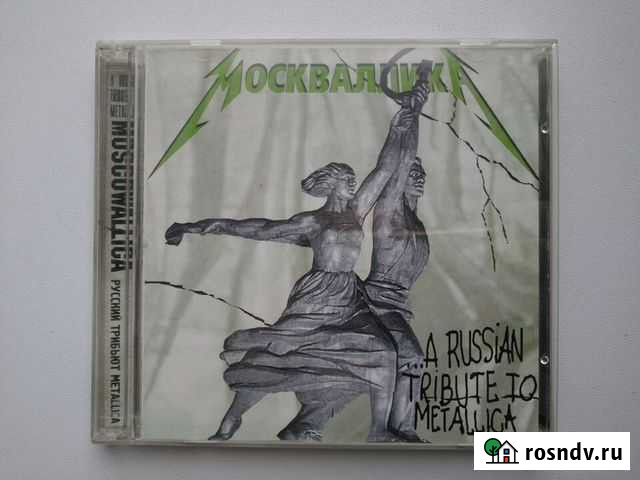 МОСКВАЛЛИКА
MOSCOWALLICA РУССКИЙ ТРИБЬЮТ METALLICA
...A RUSSIAN
TRIBUTE TO
METALLICA
rosndv.ru